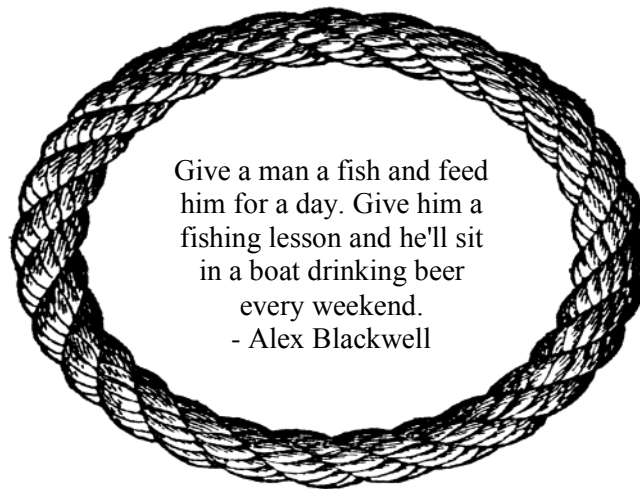 Give a man a fish and feed
him for a day. Give him a
fishing lesson and he'll sit
in a boat drinking beer
every weekend.
- Alex Blackwell